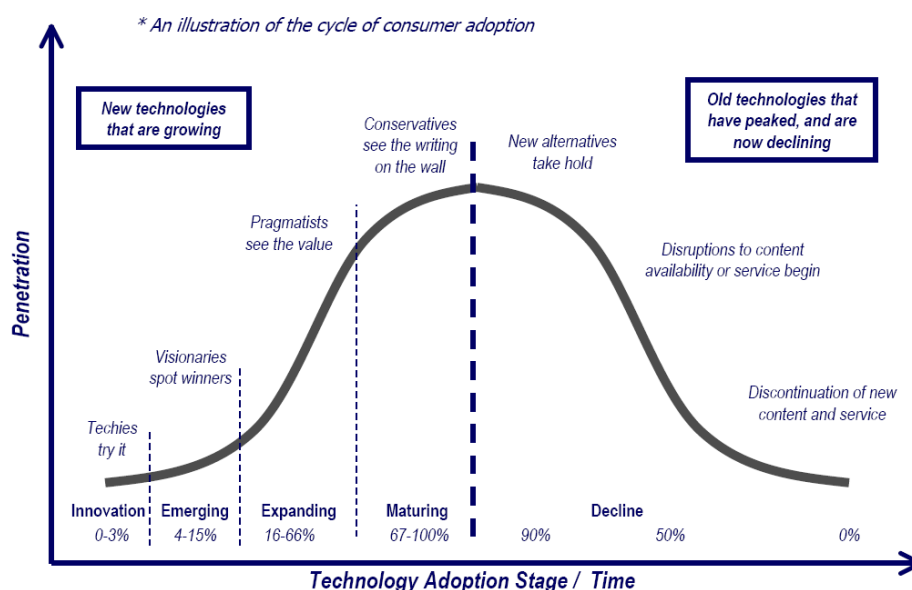 * An illustration of the cycle of consumer adoption
New technologies
that are growing
Old technologies that
have peaked, and are
now declining
Conservatives
see the writing
on the wall
New alternatives
take hold
Pragmatists
see the value
Disruptions to content
availability or service begin
Visionaries
spot winners
Techies
try it
Discontinuation of new
content and service
Penetration
Innovation Emerging Expanding Maturing Decline
0-3% 4-15% 16-66% 67-100% 90% 50% 0%
Technology Adoption Stage / Time